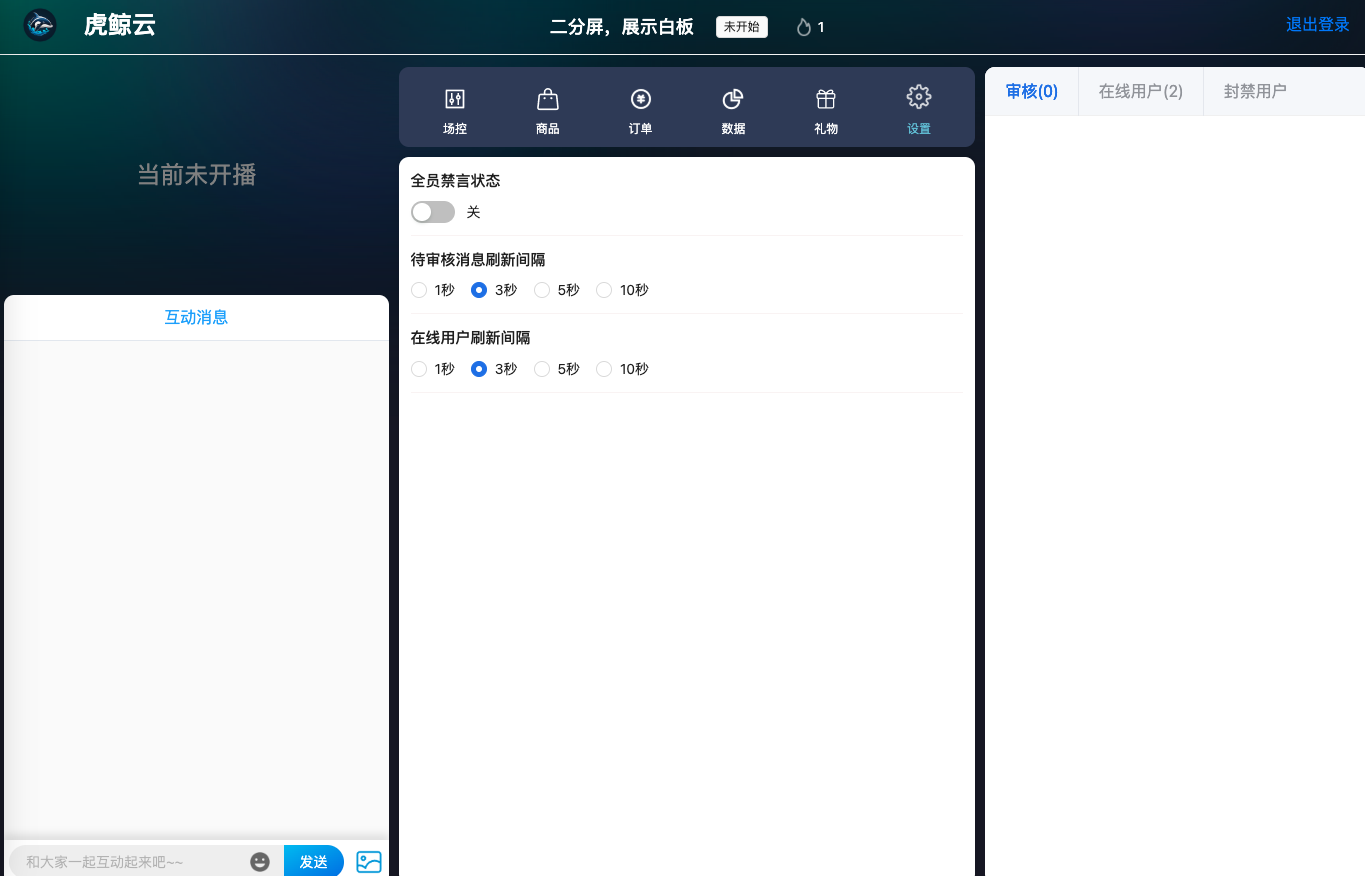 虎鲸云
二分屏，展示白板
未开始
1
退出登录
当前未开播
互动消息
和大家一起互动起来吧~~
发送
场控
商品
订单
数据
礼物
设置
全员禁言状态
关
待审核消息刷新间隔
1秒 3秒 5秒 10秒
在线用户刷新间隔
1秒 3秒 5秒 10秒
审核(0)
在线用户(2)
封禁用户